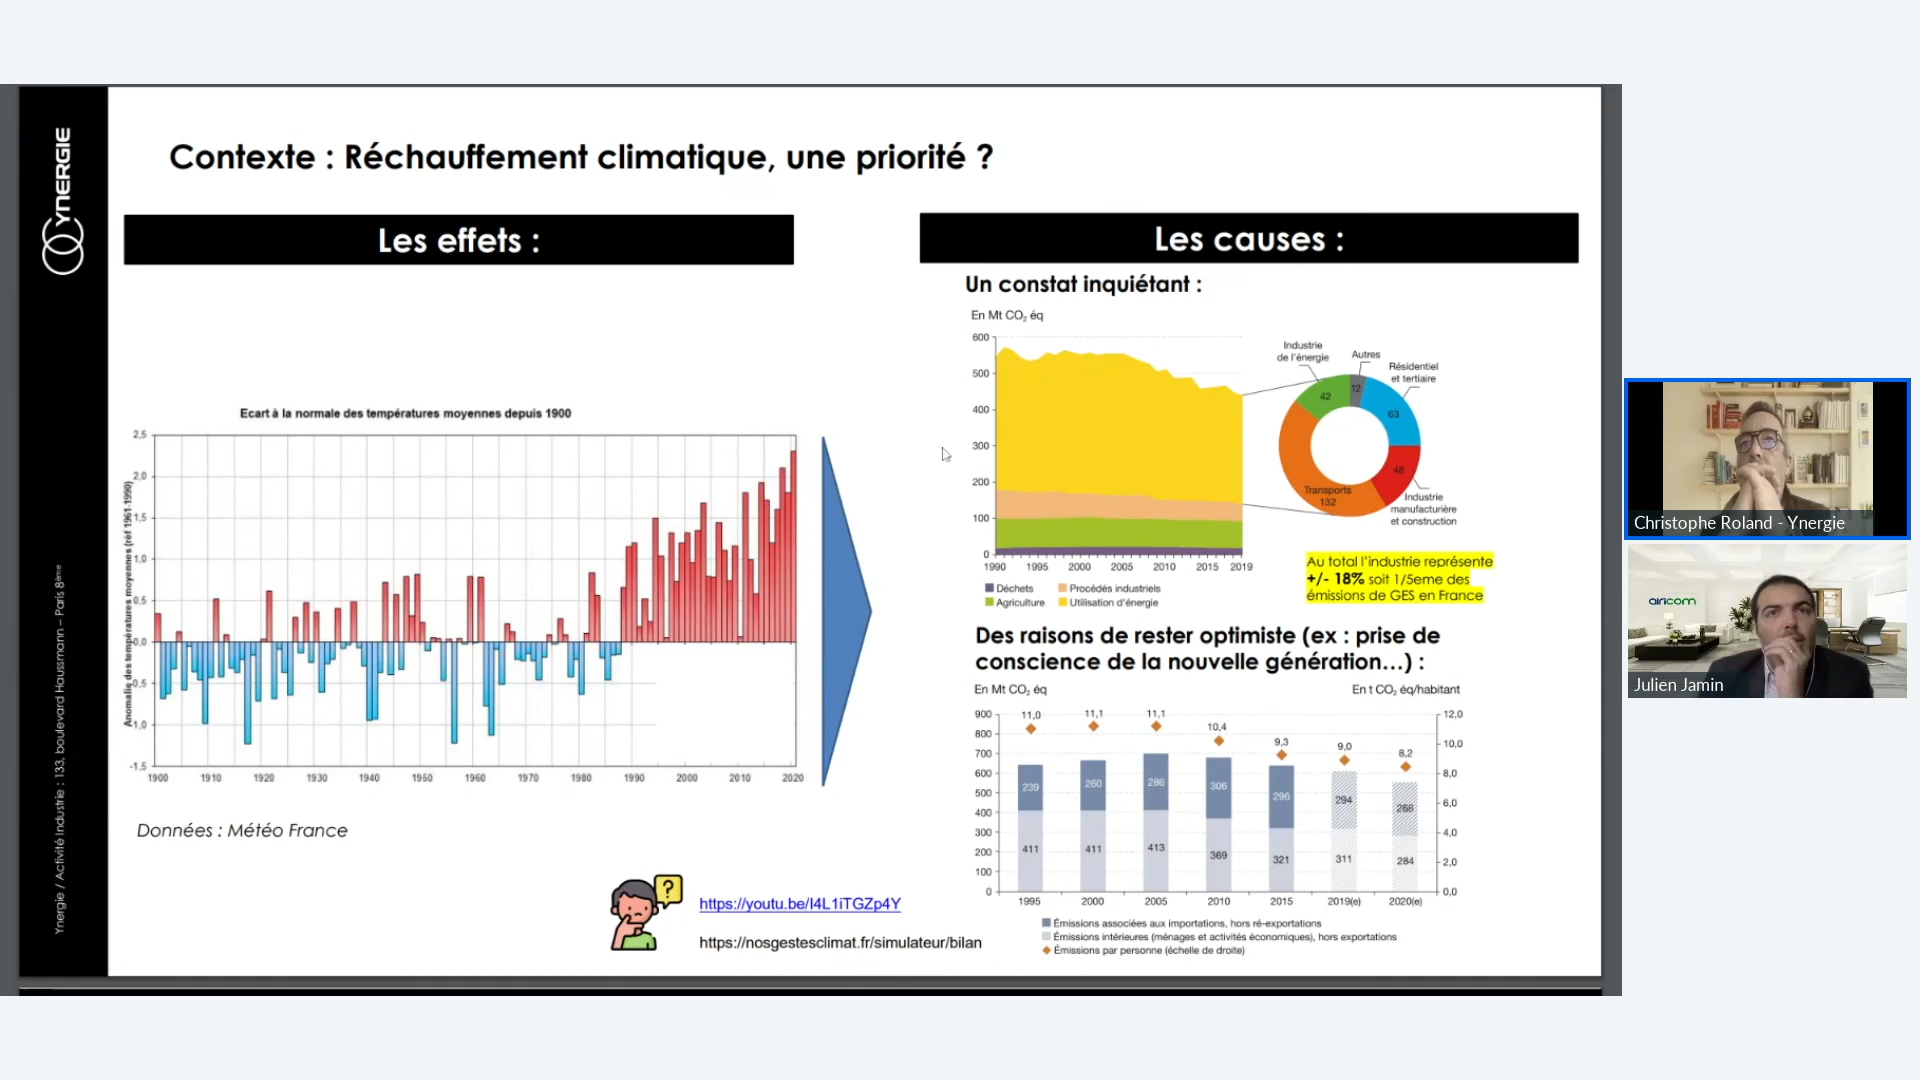 YNERGIE
Ynergie / Activité Industrie : 133, boulevard Haussmann – Paris 8ème
Contexte : Réchauffement climatique, une priorité ?
Les effets :
Ecart à la normale des températures moyennes depuis 1900
Anomalie des températures moyennes (réf 1961-1990)
2,5
2,0
1,5
1,0
0,5
0,0
-0,5
-1,0
-1,5
1900 1910 1920 1930 1940 1950 1960 1970 1980 1990 2000 2010 2020
Données : Météo France
?
https://youtu.be/I4L1iTGZp4Y
https://nosgestesclimat.fr/simulateur/bilan
Les causes :
Un constat inquiétant :
En Mt CO2 éq
600
500
400
300
200
100
0
1990 1995 2000 2005 2010 2015 2019
Déchets Procédés industriels
Agriculture Utilisation d'énergie
Industrie
de l'énergie
Autres
Résidentiel
et tertiaire
42
12
63
48
Transports
132
Industrie
manufacturière
et construction
Au total l'industrie représente
+/- 18% soit 1/5eme des
émissions de GES en France
Des raisons de rester optimiste (ex : prise de
conscience de la nouvelle génération…) :
En Mt CO2 éq
En t CO2 éq/habitant
900
800
700
600
500
400
300
200
100
0
11,0 11,1 11,1 10,4 9,3 9,0 8,2
239 260 286 306 296 294 268
411 411 413 369 321 311 284
12,0
10,0
8,0
6,0
4,0
2,0
0,0
1995 2000 2005 2010 2015 2019(e) 2020(e)
Émissions associées aux importations, hors ré-exportations
Émissions intérieures (ménages et activités économiques), hors exportations
Émissions par personne (échelle de droite)
Christophe Roland - Ynergie
airicom
Julien Jamin